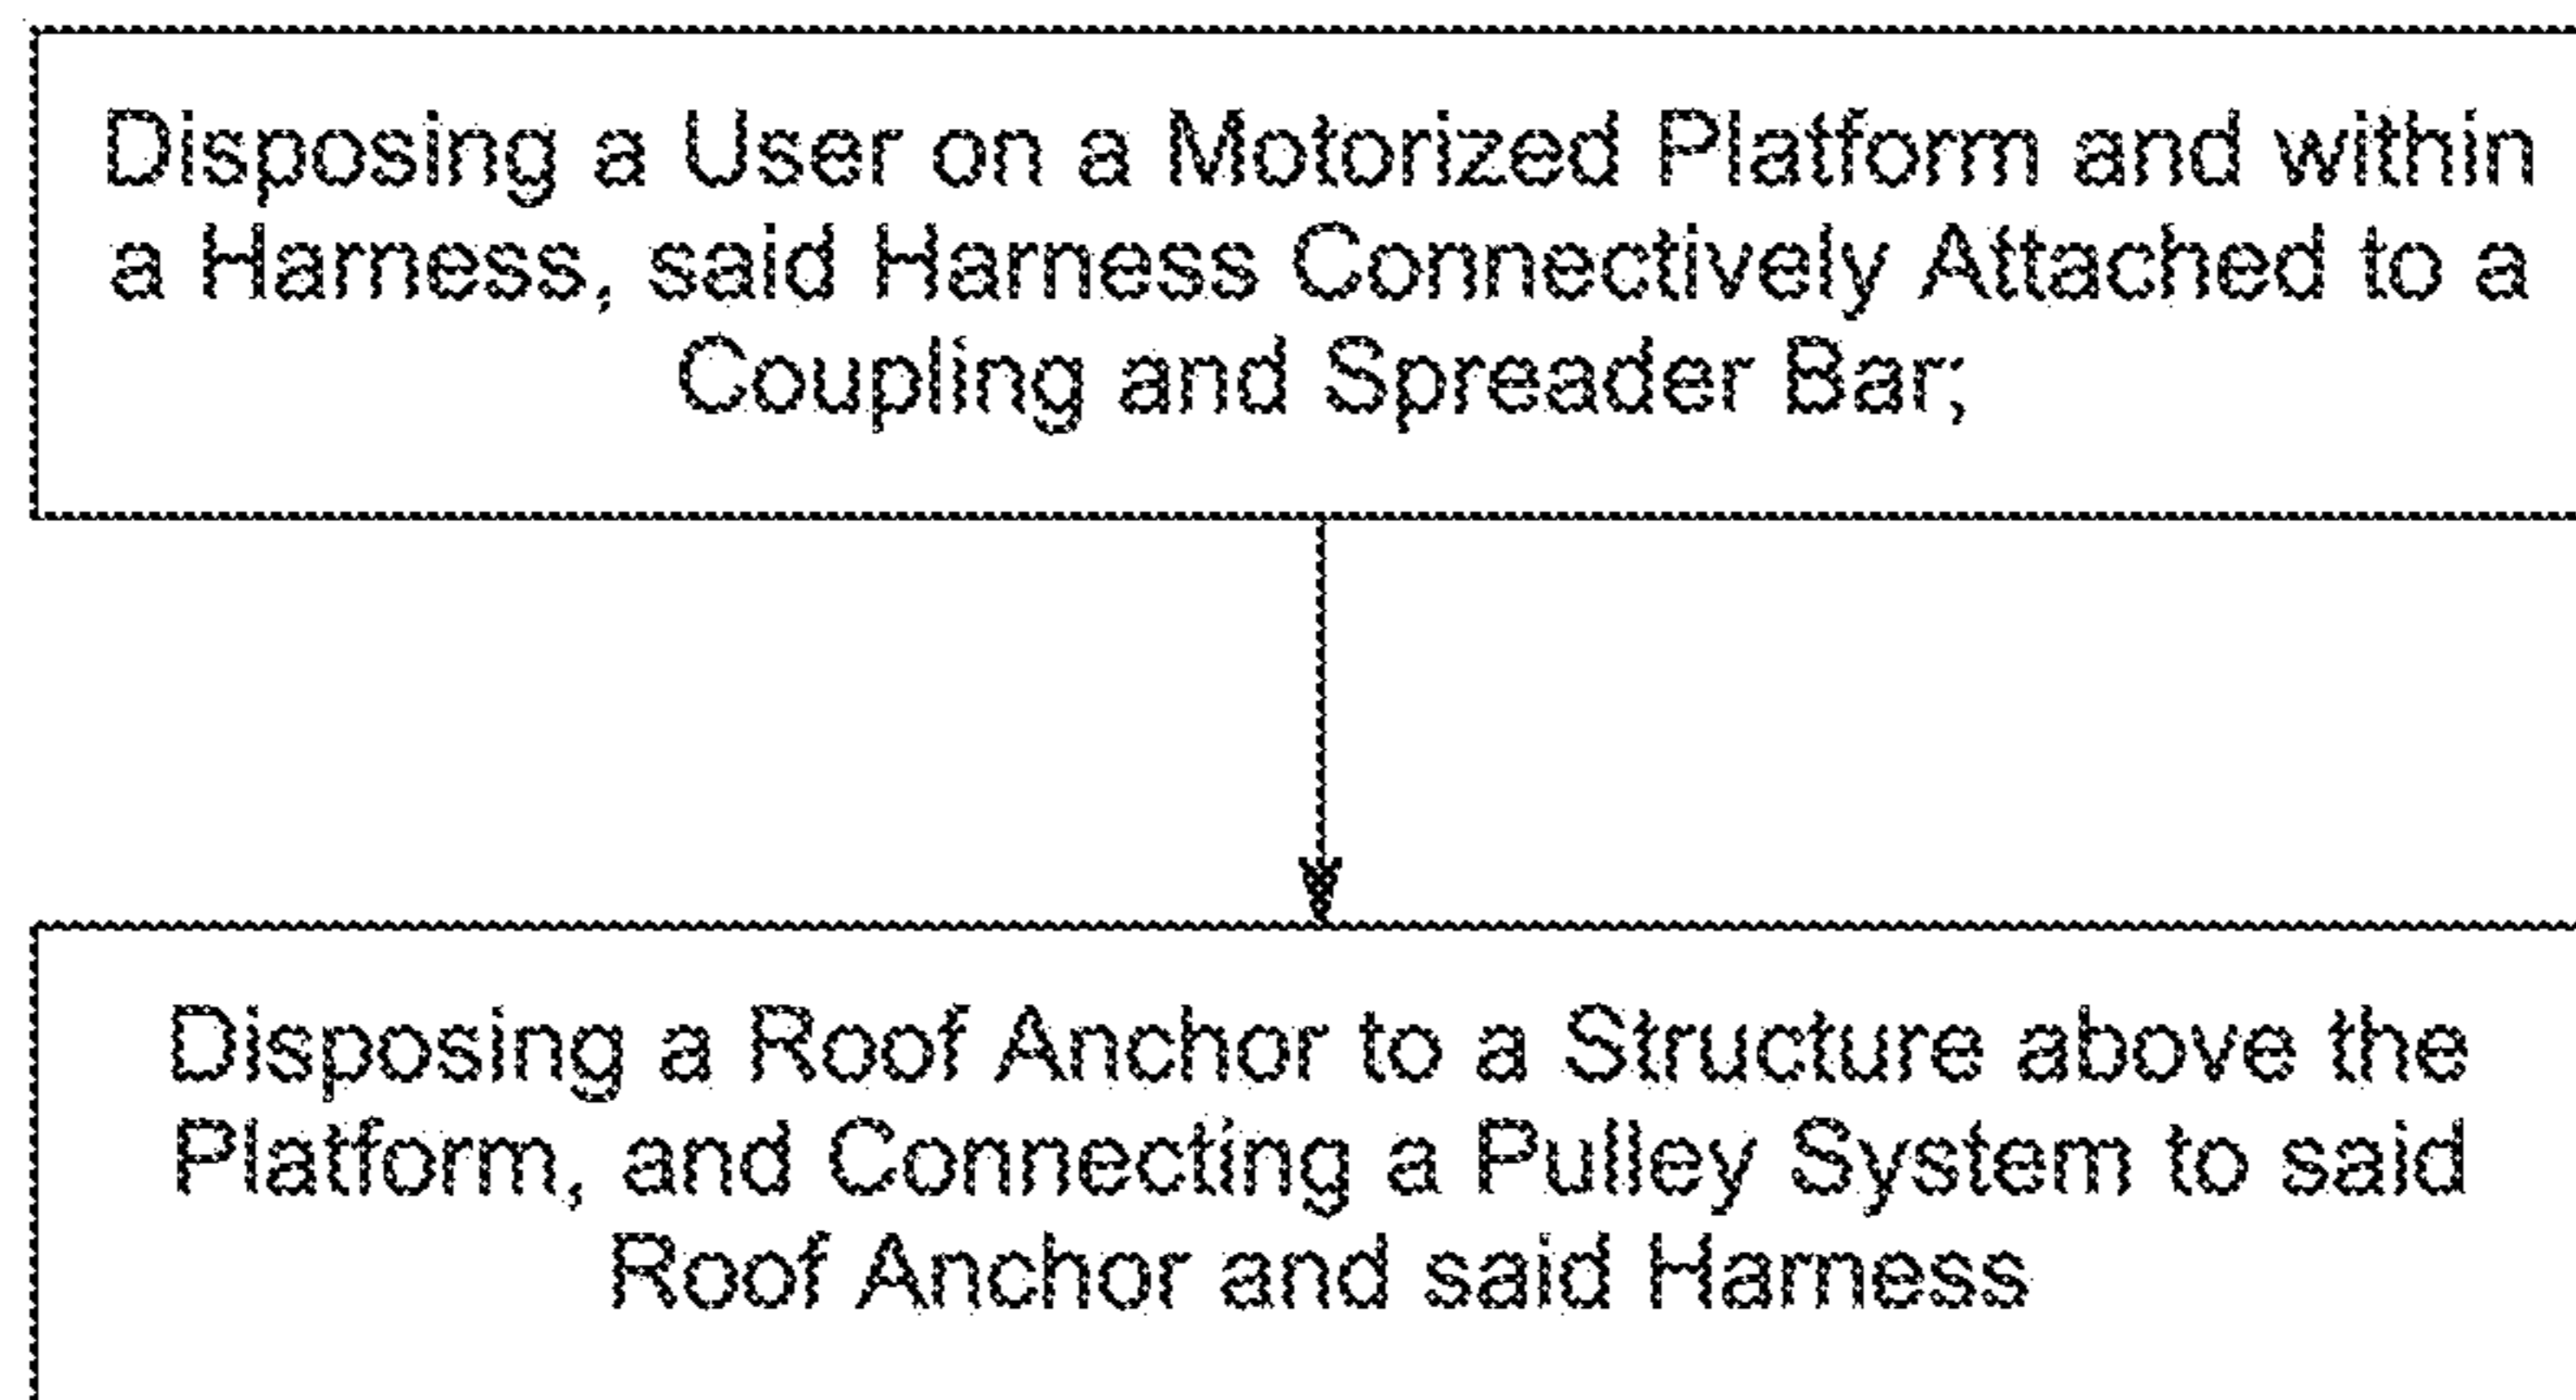 Disposing a User on a Motorized Platform and within
a Harness, said Harness Connectively Attached to a
Coupling and Spreader Bar;
Disposing a Roof Anchor to a Structure above the
Platform, and Connecting a Pulley System to said
Roof Anchor and said Harness